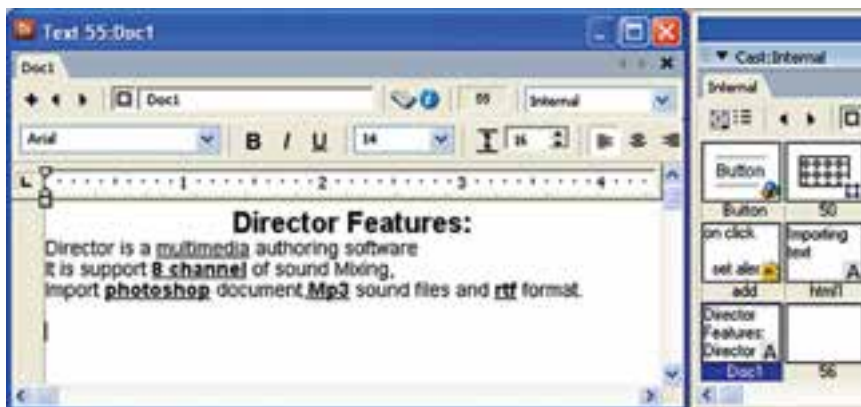 Text 55:Doc1
Doc1
Doc1 55 Internal
Arial B I U 14 16
1 2 3 4
Director Features:
Director is a multimedia authoring software
It is support 8 channel of sound Mixing,
Import photoshop document,Mp3 sound files and rtf format.
Cast:Internal
Internal
Button
Button 50
on click
set aler
Importing
text
A
add html1
Director
Features:
Director A
Doc1 56